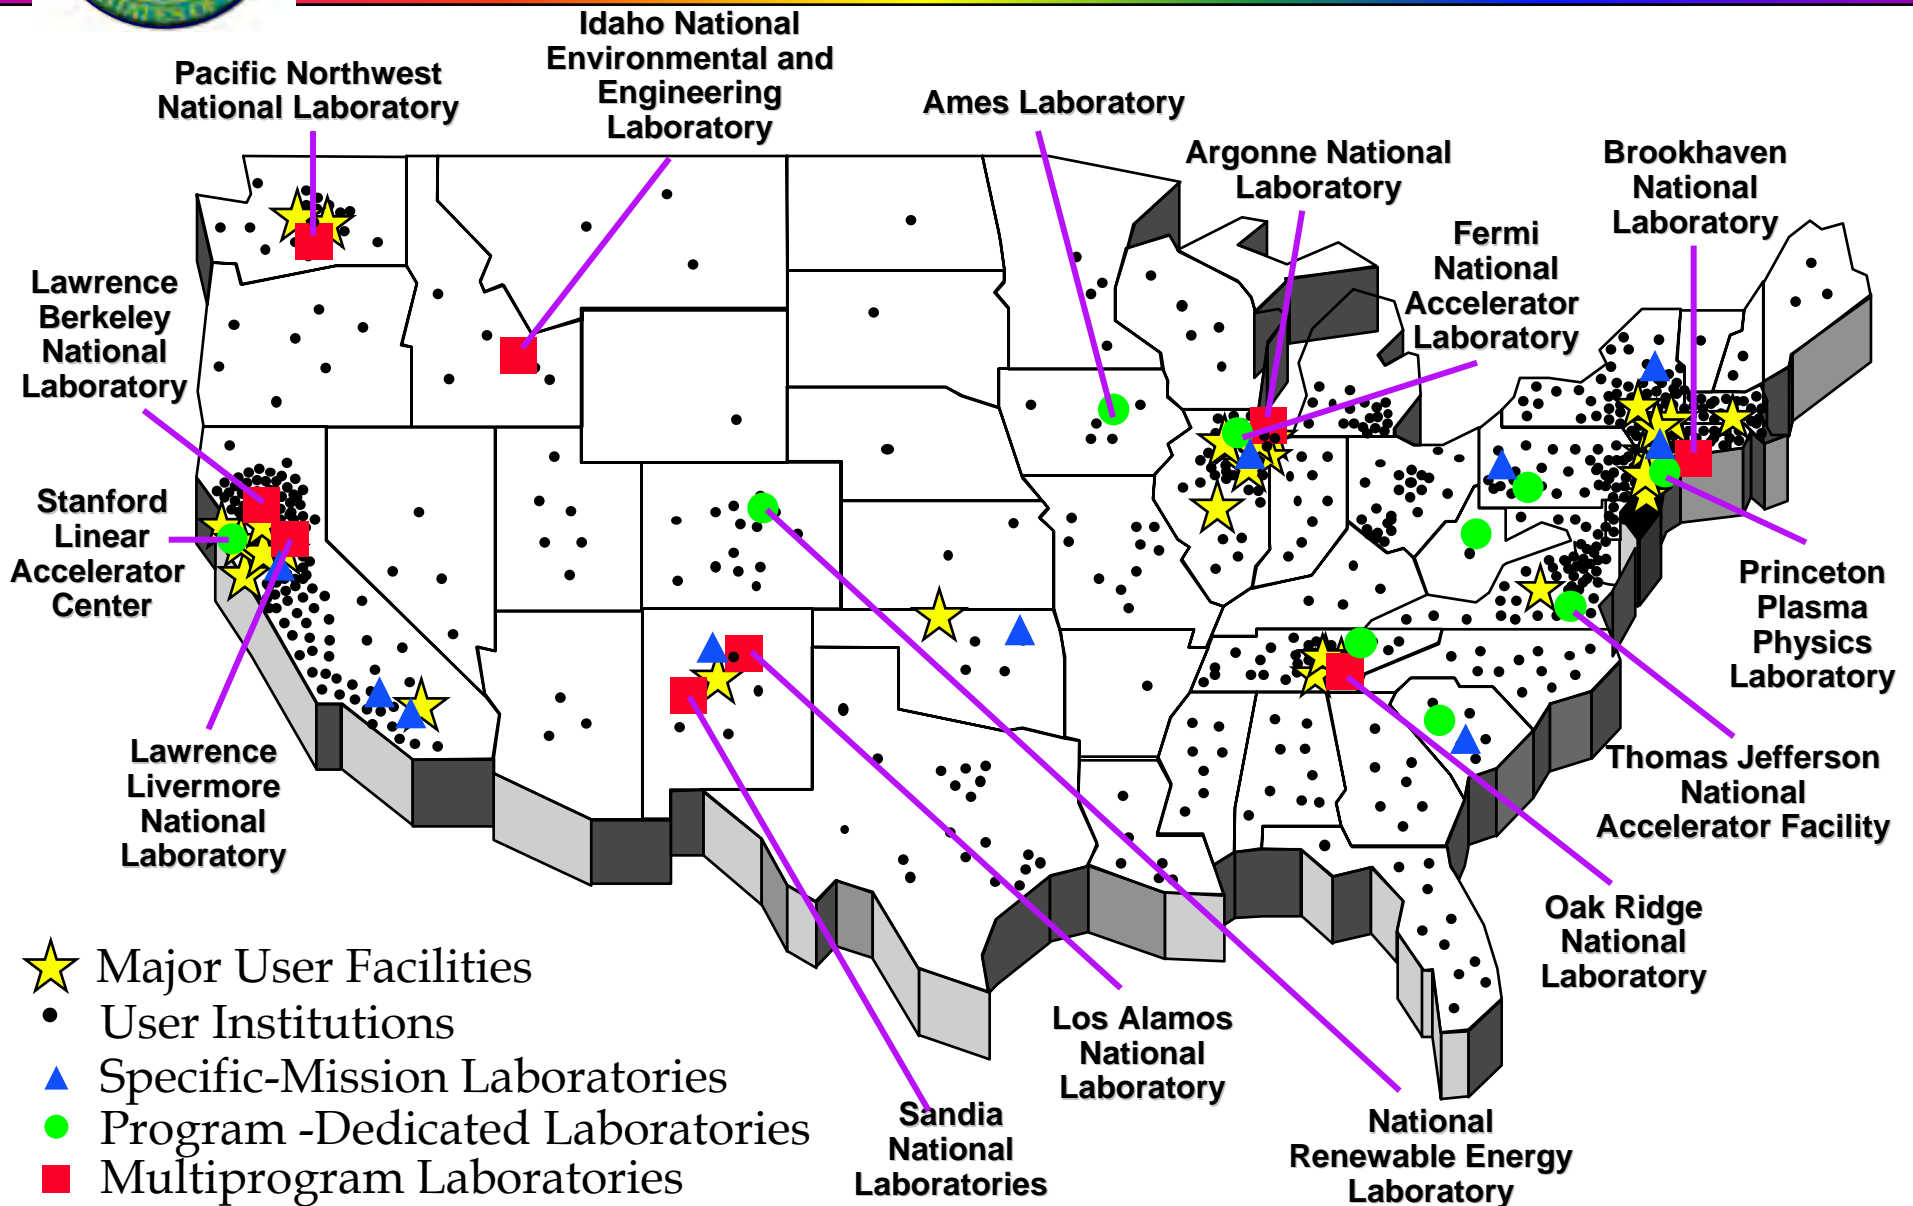 Idaho National
Environmental and
Engineering
Laboratory
Pacific Northwest
National Laboratory
Ames Laboratory
Argonne National
Laboratory
Brookhaven
National
Laboratory
Fermi
National
Accelerator
Laboratory
Lawrence
Berkeley
National
Laboratory
Stanford
Linear
Accelerator
Center
Princeton
Plasma
Physics
Laboratory
Lawrence
Livermore
National
Laboratory
Thomas Jefferson
National
Accelerator Facility
Oak Ridge
National
Laboratory
Los Alamos
National
Laboratory
Sandia
National
Laboratories
National
Renewable Energy
Laboratory
Major User Facilities
User Institutions
Specific-Mission Laboratories
Program -Dedicated Laboratories
Multiprogram Laboratories